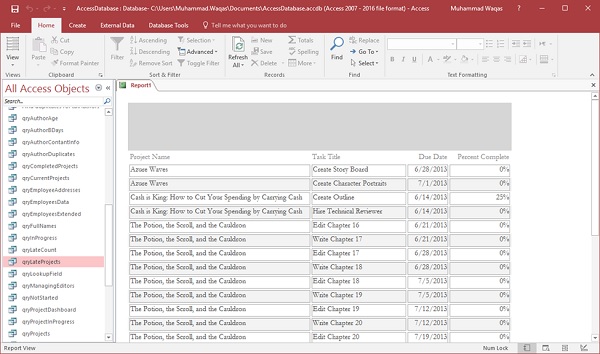 AccessDatabase : Database- C:\Users\Muhammad.Waqas\Documents\AccessDatabase.accdb (Access 2007 - 2016 file format) - Access
Muhammad Waqas
File Home Create External Data Database Tools Tell me what you want to do
View
Paste
Cut
Copy
Format Painter
Filter
Ascending
Descending
Remove Sort
Selection
Advanced
Toggle Filter
Refresh All
New
Save
Delete
Totals
Spelling
More
Find
Replace
Go To
Select
Views Clipboard Sort & Filter Records Find Text Formatting
All Access Objects
Search...
qryAuthorAge
qryAuthorBDays
qryAuthorContantInfo
qryAuthorDuplicates
qryCompletedProjects
qryCurrentProjects
qryEmployeeAddresses
qryEmployeesData
qryEmployeesExtended
qryFullNames
qryInProgress
qryLateCount
qryLateProjects
qryLookupField
qryManagingEditors
qryNotStarted
qryProjectDashboard
qryProjectInProgress
qryProjects
Report1
Project Name Task Title Due Date Percent Complete
Azure Waves Create Story Board 6/28/2013 0%
Azure Waves Create Character Portraits 7/1/2013 0%
Cash is King: How to Cut Your Spending by Carrying Cash Create Outline 6/14/2013 25%
Cash is King: How to Cut Your Spending by Carrying Cash Hire Technical Reviewer 6/14/2013 0%
The Potion, the Scroll, and the Cauldron Edit Chapter 16 6/21/2013 0%
The Potion, the Scroll, and the Cauldron Write Chapter 17 6/21/2013 0%
The Potion, the Scroll, and the Cauldron Edit Chapter 17 6/28/2013 0%
The Potion, the Scroll, and the Cauldron Write Chapter 18 6/28/2013 0%
The Potion, the Scroll, and the Cauldron Edit Chapter 18 7/5/2013 0%
The Potion, the Scroll, and the Cauldron Write Chapter 19 7/5/2013 0%
The Potion, the Scroll, and the Cauldron Edit Chapter 19 7/12/2013 0%
The Potion, the Scroll, and the Cauldron Write Chapter 20 7/12/2013 0%
The Potion, the Scroll, and the Cauldron Edit Chapter 20 7/19/2013 0%
Report View Num Lock